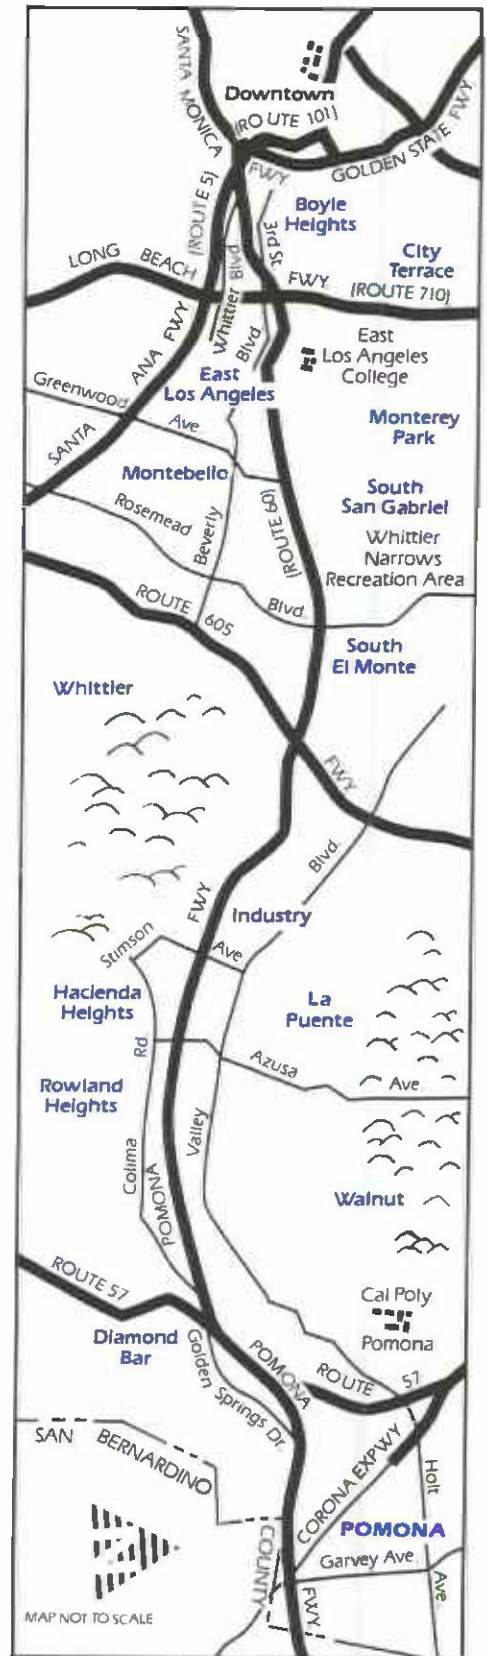 SANTA MONICA
Downtown
(ROUTE 101)
GOLDEN STATE FWY
FWY
(ROUTE 5)
Boyle
Heights
3rd St
City
Terrace
LONG BEACH
FWY
(ROUTE 710)
Whittier
Blvd
Blvd
East
Los Angeles
College
SANTA ANA FWY
East
Los Angeles
Greenwood
Ave
Monterey
Park
Montebello
South
San Gabriel
Rosemead
Beverly
(ROUTE 60)
Whittier
Narrows
Recreation Area
ROUTE 605
Blvd
South
El Monte
Whittier
FWY
Blvd.
FWY
Industry
Stimson
Ave
Hacienda
Heights
La
Puente
Rd
Azusa
Ave
Rowland
Heights
Colima
POMONA
Valley
Walnut
ROUTE 57
Cal Poly
Pomona
Diamond
Bar
Golden Springs Dr.
POMONA
ROUTE 57
SAN BERNARDINO
CORONA EXPWY
Holt
POMONA
COUNTY
Garvey Ave
Ave
FWY
MAP NOT TO SCALE